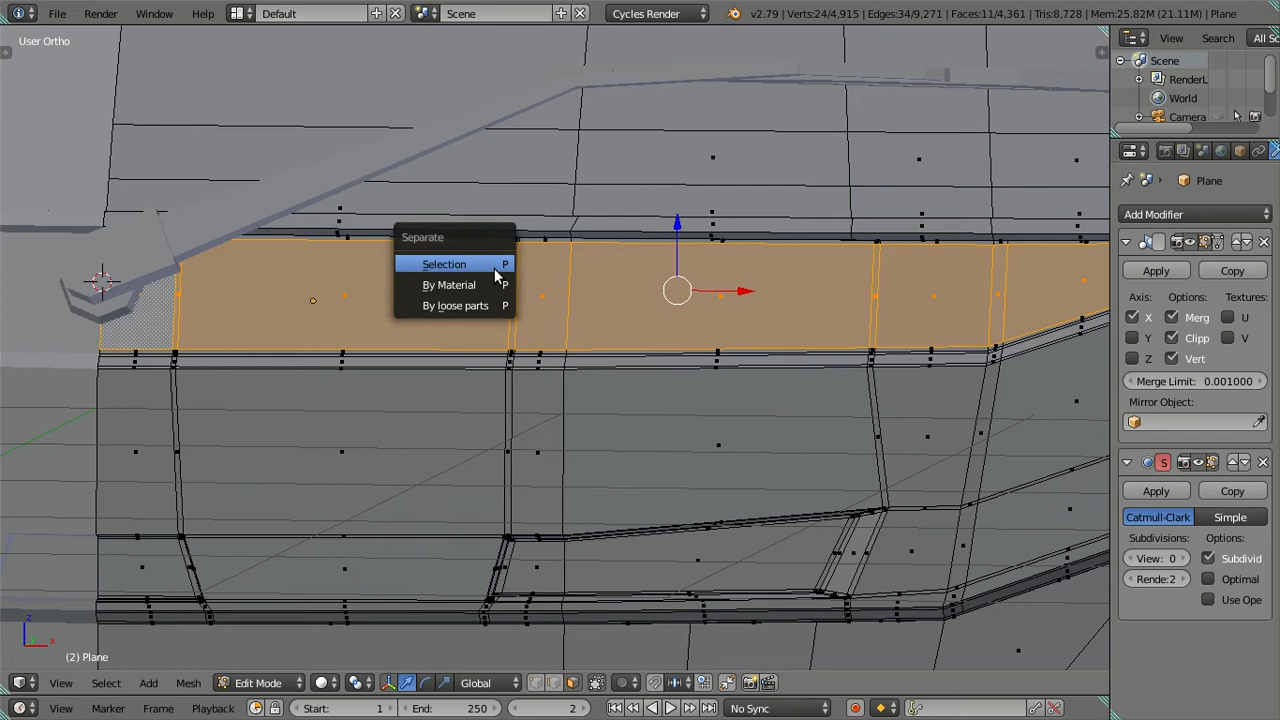 File Render Window Help Default Scene Cycles Render v2.79 | Verts:24/4,915 | Edges:34/9,271 | Faces:11/4,361 | Tris:8,728 | Mem:25.82M (21.11M) | Plane
User Ortho
View Search All Sc
Scene
RenderL
World
Camera
Plane
Add Modifier
Apply Copy
Axis: Options: Textures:
X Merg U
Y Clipp V
Z Vert
Merge Limit: 0.001000
Mirror Object:
S
Apply Copy
Catmull-Clark Simple
Subdivisions: Options:
View: 0 Subdivid
Rende:2 Optimal
Use Ope
Separate
Selection P
By Material P
By loose parts P
z
y x
(2) Plane
View Select Add Mesh Edit Mode Global
View Marker Frame Playback Start: 1 End: 250 2 No Sync